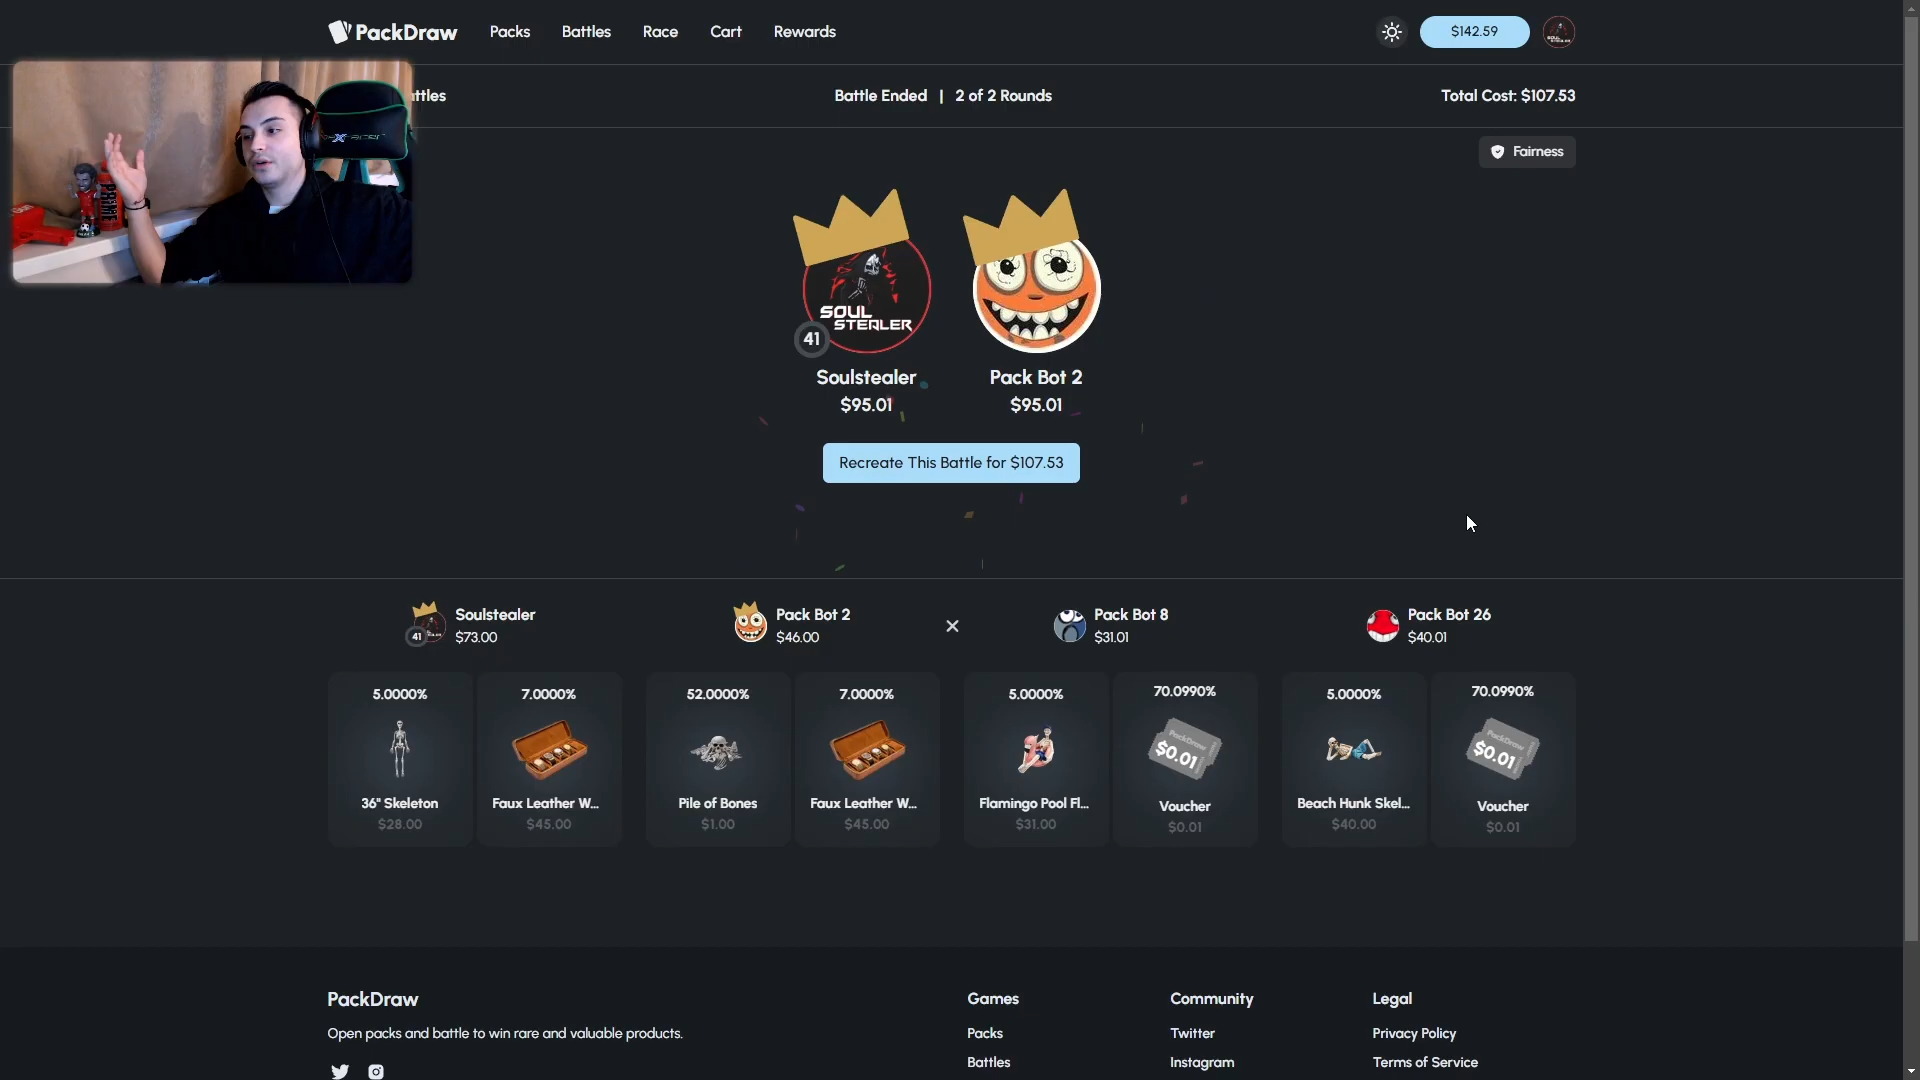 PackDraw Packs Battles Race Cart Rewards $142.59
ttles Battle Ended | 2 of 2 Rounds Total Cost: $107.53
Fairness
PRIME
SOUL
STEALER
41
Soulstealer Pack Bot 2
$95.01 $95.01
Recreate This Battle for $107.53
Soulstealer Pack Bot 2 Pack Bot 8 Pack Bot 26
41 $73.00 $46.00 $31.01 $40.01
5.0000% 7.0000% 52.0000% 7.0000% 5.0000% 70.0990% 5.0000% 70.0990%
PackDraw PackDraw
$0.01 $0.01
36" Skeleton Faux Leather W... Pile of Bones Faux Leather W... Flamingo Pool Fl... Voucher Beach Hunk Skel... Voucher
$28.00 $45.00 $1.00 $45.00 $31.00 $0.01 $40.00 $0.01
PackDraw Games Community Legal
Open packs and battle to win rare and valuable products. Packs Twitter Privacy Policy
Battles Instagram Terms of Service